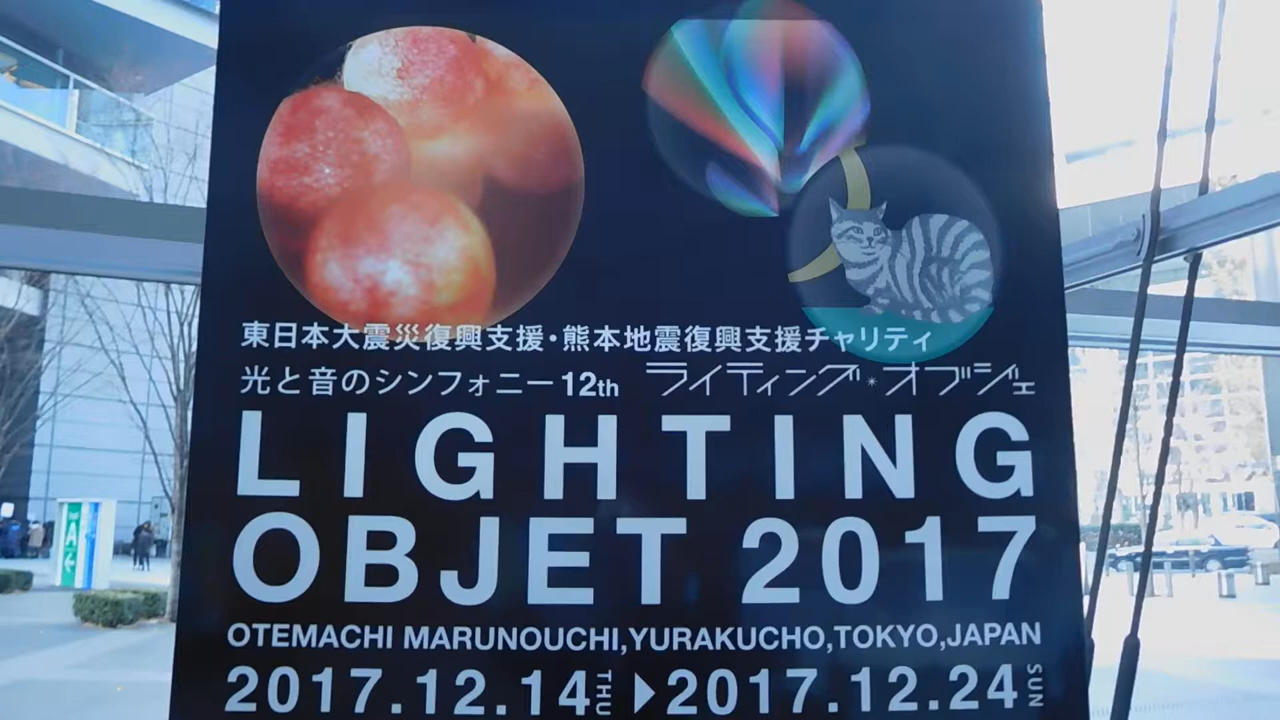 東日本大震災復興支援・熊本地震復興支援チャリティ
光と音のシンフォニー12th ライティング*オブジェ
LIGHTING
OBJET 2017
OTEMACHI MARUNOUCHI,YURAKUCHO,TOKYO,JAPAN
2017.12.14 THU ▶ 2017.12.24 SUN
A